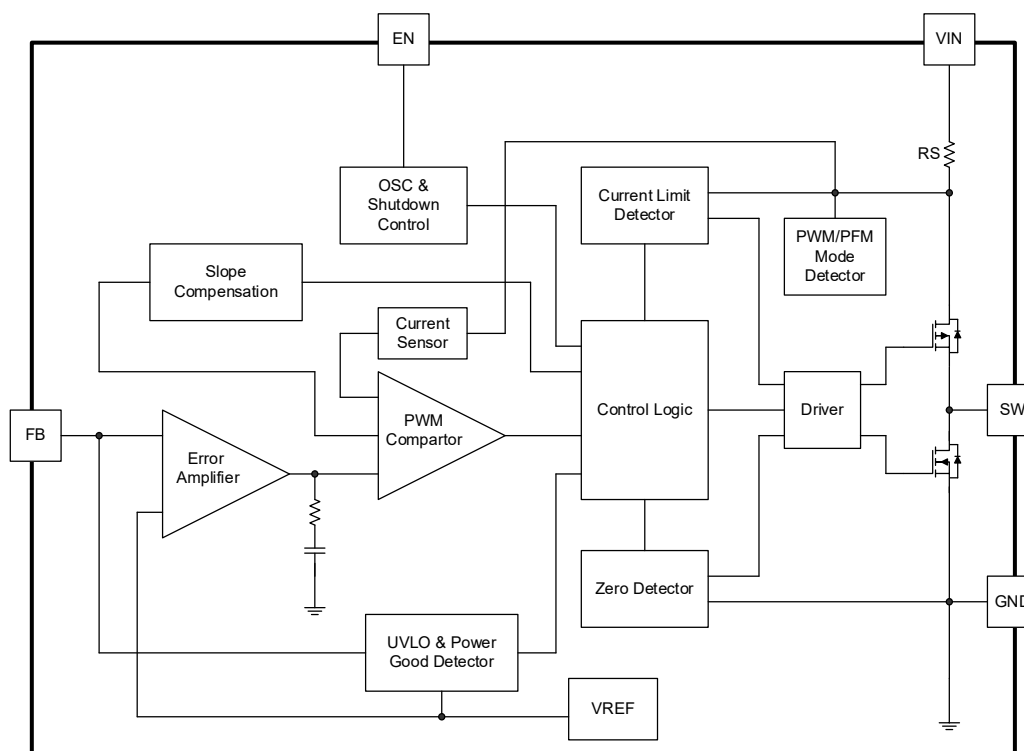 EN
VIN
RS
OSC &
Shutdown
Control
Current Limit
Detector
PWM/PFM
Mode
Detector
Slope
Compensation
Current
Sensor
PWM
Compartor
Control Logic
Driver
SW
FB
Error
Amplifier
Zero Detector
GND
UVLO & Power
Good Detector
VREF